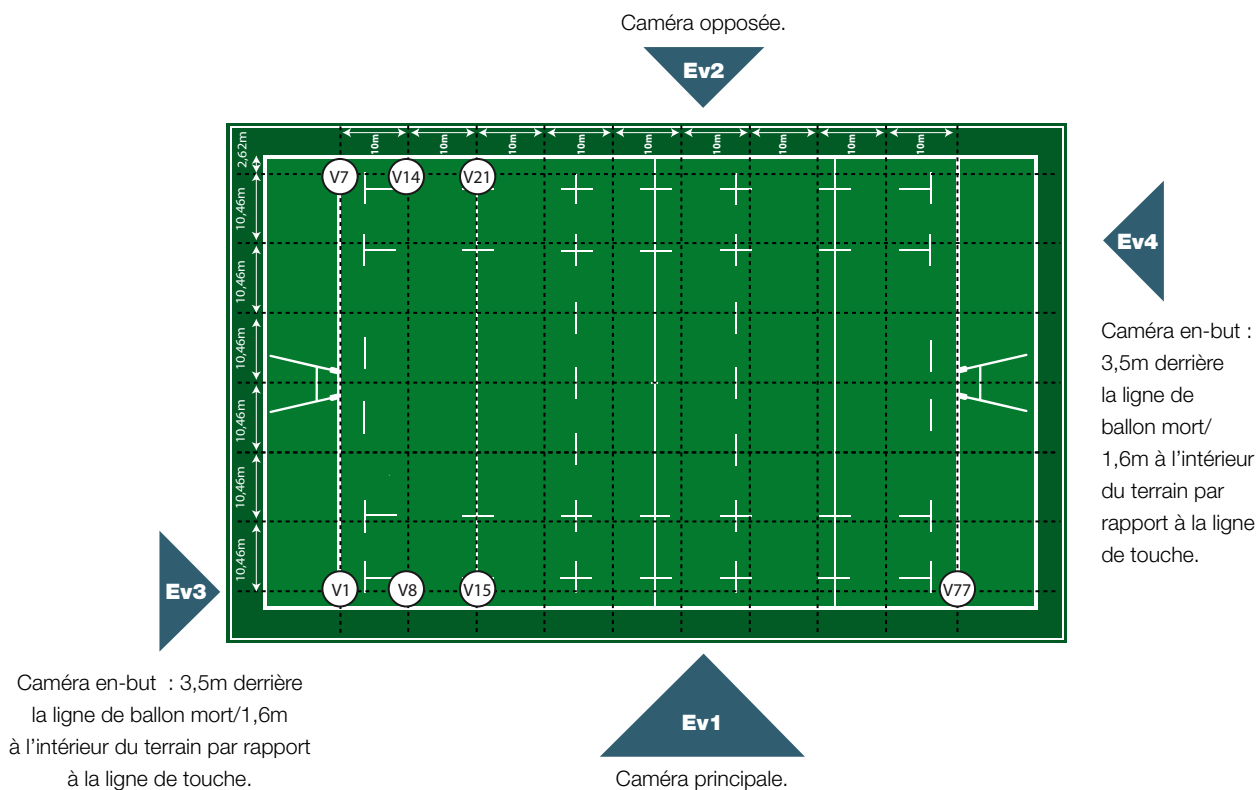 Caméra opposée.
Ev2
10m 10m 10m 10m 10m 10m 10m 10m 10m
2,62m
V7 V14 V21
10,46m
10,46m
Ev4
10,46m
Caméra en-but :
3,5m derrière
la ligne de
ballon mort/
1,6m à l’intérieur
du terrain par
rapport à la ligne
de touche.
10,46m
10,46m
10,46m
Ev3
V1 V8 V15 V77
Caméra en-but : 3,5m derrière
la ligne de ballon mort/1,6m
à l’intérieur du terrain par rapport
à la ligne de touche.
Ev1
Caméra principale.